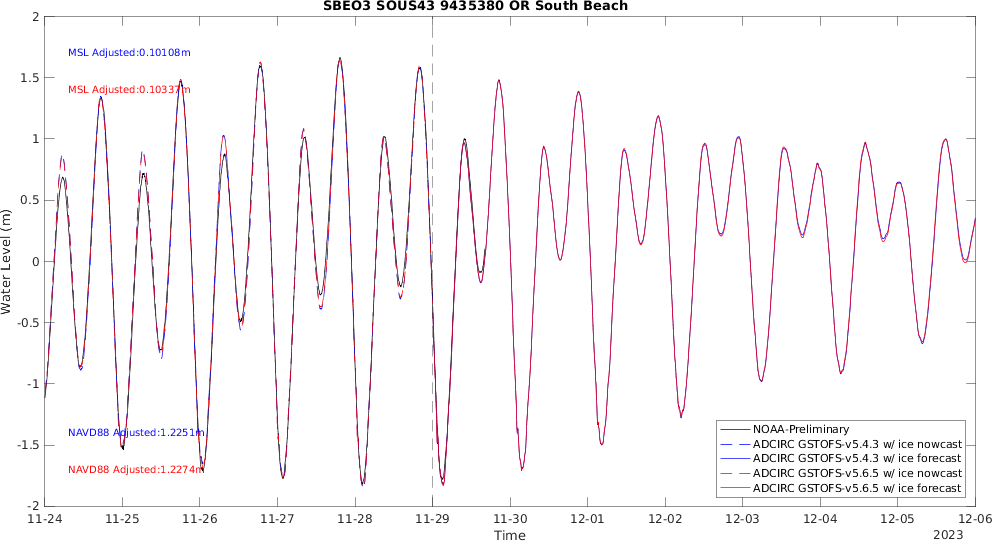 SBEO3 SOUS43 9435380 OR South Beach
MSL Adjusted:0.10108m
MSL Adjusted:0.10337m
NAVD88 Adjusted:1.2251m
NAVD88 Adjusted:1.2274m
Water Level (m)
2
1.5
1
0.5
0
-0.5
-1
-1.5
-2
NOAA-Preliminary
ADCIRC GSTOFS-v5.4.3 w/ ice nowcast
ADCIRC GSTOFS-v5.4.3 w/ ice forecast
ADCIRC GSTOFS-v5.6.5 w/ ice nowcast
ADCIRC GSTOFS-v5.6.5 w/ ice forecast
11-24 11-25 11-26 11-27 11-28 11-29 11-30 12-01 12-02 12-03 12-04 12-05 12-06
Time
2023